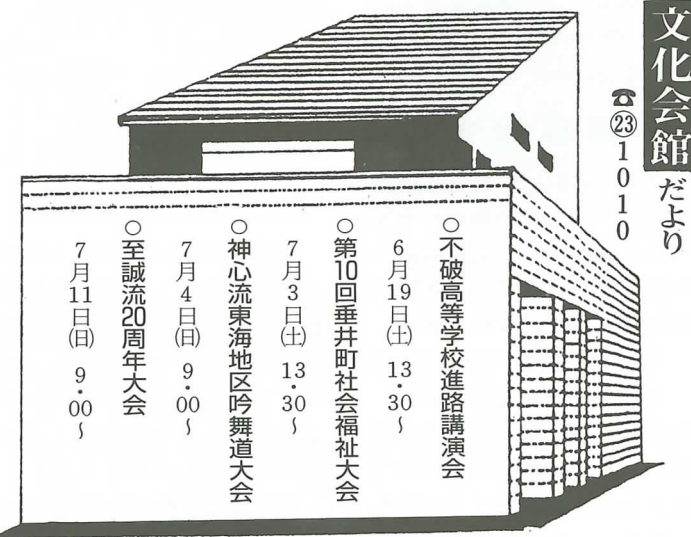 文化会館だより
☎㉓1010
○不破高等学校進路講演会
6月19日㈯ 13・30〜
○第10回垂井町社会福祉大会
7月3日㈯ 13・30〜
○神心流東海地区吟舞道大会
7月4日㈰ 9・00〜
○至誠流20周年大会
7月11日㈰ 9・00〜